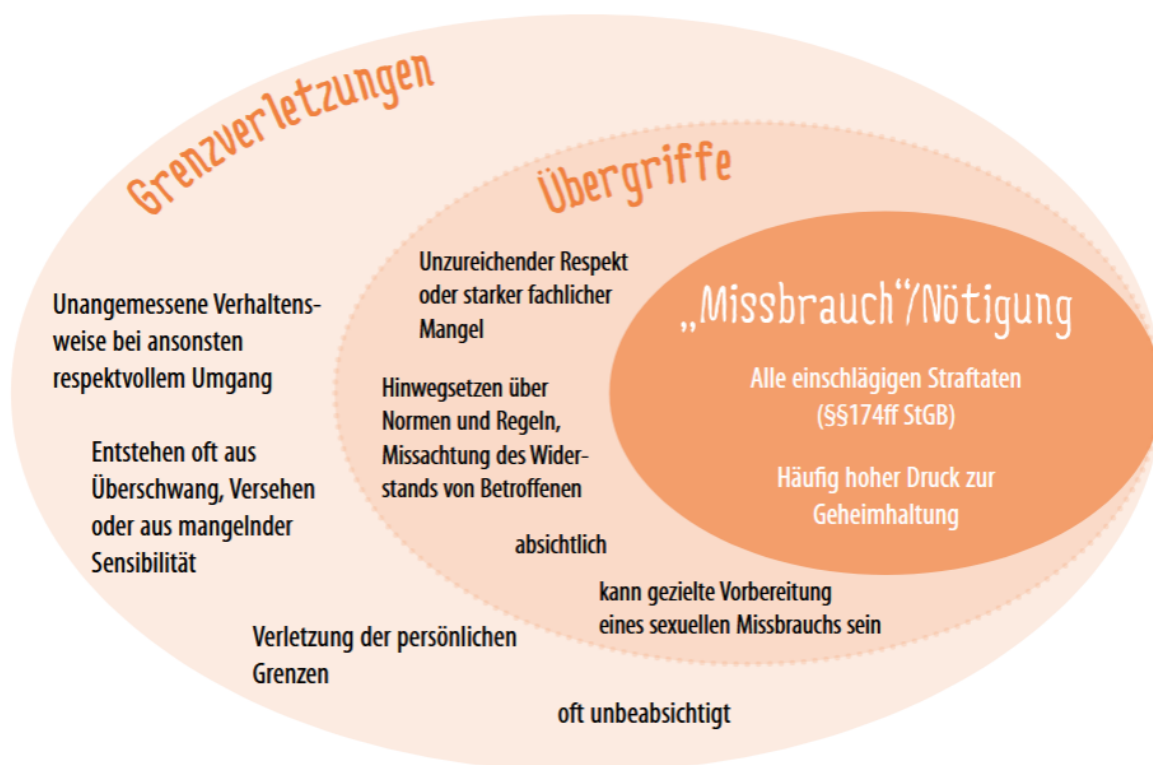 Grenzverletzungen
Unangemessene Verhaltens-
weise bei ansonsten
respektvollem Umgang
Entstehen oft aus
Überschwang, Versehen
oder aus mangelnder
Sensibilität
Verletzung der persönlichen
Grenzen
oft unbeabsichtigt
Übergriffe
Unzureichender Respekt
oder starker fachlicher
Mangel
Hinwegsetzen über
Normen und Regeln,
Missachtung des Wider-
stands von Betroffenen
absichtlich
kann gezielte Vorbereitung
eines sexuellen Missbrauchs sein
„Missbrauch“/Nötigung
Alle einschlägigen Straftaten
(§§174ff StGB)
Häufig hoher Druck zur
Geheimhaltung